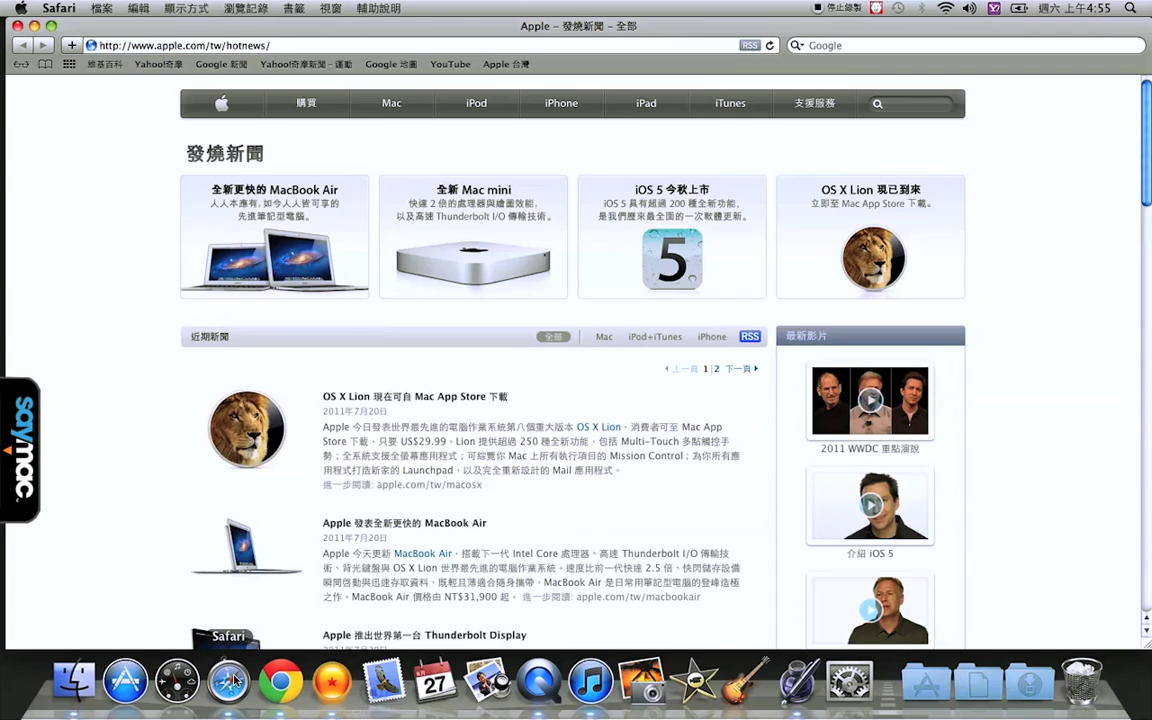 Safari 檔案 編輯 顯示方式 瀏覽記錄 書籤 視窗 輔助說明 停止錄製 週六 上午4:55
Apple – 發燒新聞 – 全部
http://www.apple.com/tw/hotnews/ RSS Google
維基百科 Yahoo!奇摩 Google 新聞 Yahoo!奇摩新聞 – 運動 Google 地圖 YouTube Apple 台灣
購買 Mac iPod iPhone iPad iTunes 支援服務
發燒新聞
全新更快的 MacBook Air
人人本應有，如今人人皆可享的
先進筆記型電腦。
全新 Mac mini
快達 2 倍的處理器與繪圖效能，
以及高速 Thunderbolt I/O 傳輸技術。
iOS 5 今秋上市
iOS 5 具有超過 200 種全新功能，
是我們歷來最全面的一次軟體更新。
5
OS X Lion 現已到來
立即至 Mac App Store 下載。
近期新聞 全部 Mac iPod+iTunes iPhone RSS
上一頁 1 | 2 下一頁
OS X Lion 現在可自 Mac App Store 下載
2011年7月20日
Apple 今日發表世界最先進的電腦作業系統第八個重大版本 OS X Lion，消費者可至 Mac App
Store 下載，只要 US$29.99。Lion 提供超過 250 種全新功能，包括 Multi-Touch 多點觸控手
勢；全系統支援全螢幕應用程式；可綜覽你 Mac 上所有執行項目的 Mission Control；為你所有應
用程式打造新家的 Launchpad，以及完全重新設計的 Mail 應用程式。
進一步閱讀: apple.com/tw/macosx
Apple 發表全新更快的 MacBook Air
2011年7月20日
Apple 今天更新 MacBook Air，搭載下一代 Intel Core 處理器、高速 Thunderbolt I/O 傳輸技
術、背光鍵盤與 OS X Lion 世界最先進的電腦作業系統。速度比前一代快達 2.5 倍、快閃儲存設備
瞬間啓動與迅速存取資料，既輕且薄適合隨身攜帶，MacBook Air 是日常用筆記型電腦的登峰造極
之作。MacBook Air 價格由 NT$31,900 起。 進一步閱讀: apple.com/tw/macbookair
Apple 推出世界第一台 Thunderbolt Display
最新影片
2011 WWDC 重點演說
介紹 iOS 5
saymac
Safari
27